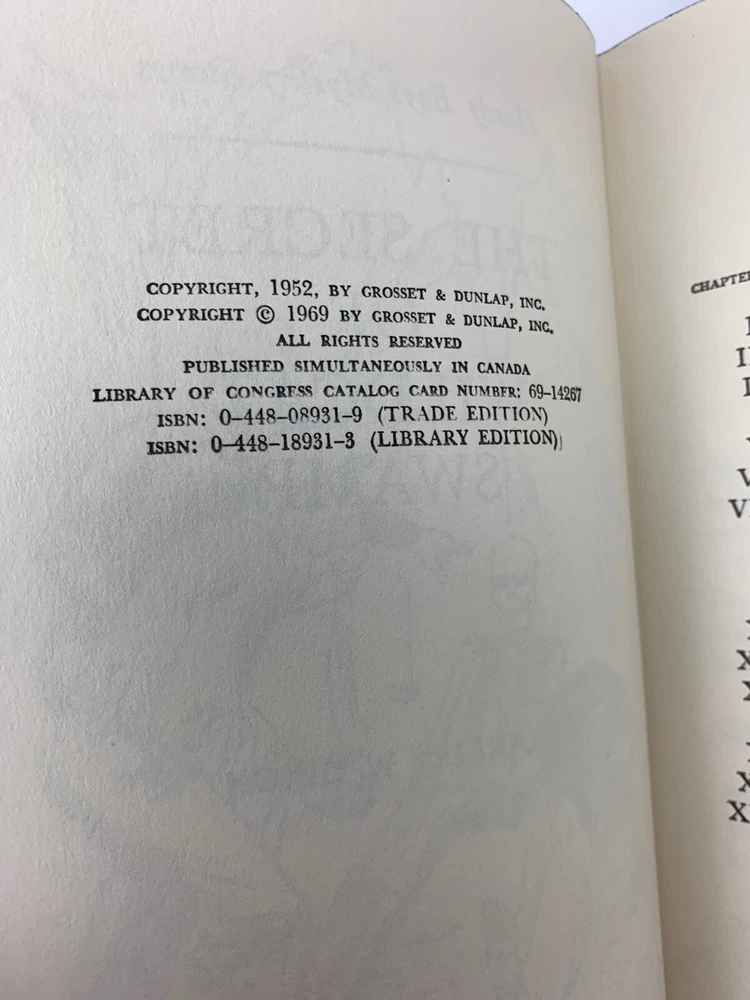 COPYRIGHT, 1952, BY GROSSET & DUNLAP, INC.
COPYRIGHT © 1969 BY GROSSET & DUNLAP, INC.
ALL RIGHTS RESERVED
PUBLISHED SIMULTANEOUSLY IN CANADA
LIBRARY OF CONGRESS CATALOG CARD NUMBER: 69-14267
ISBN: 0-448-08931-9 (TRADE EDITION)
ISBN: 0-448-18931-3 (LIBRARY EDITION)
THE SECRET
CHAPTER